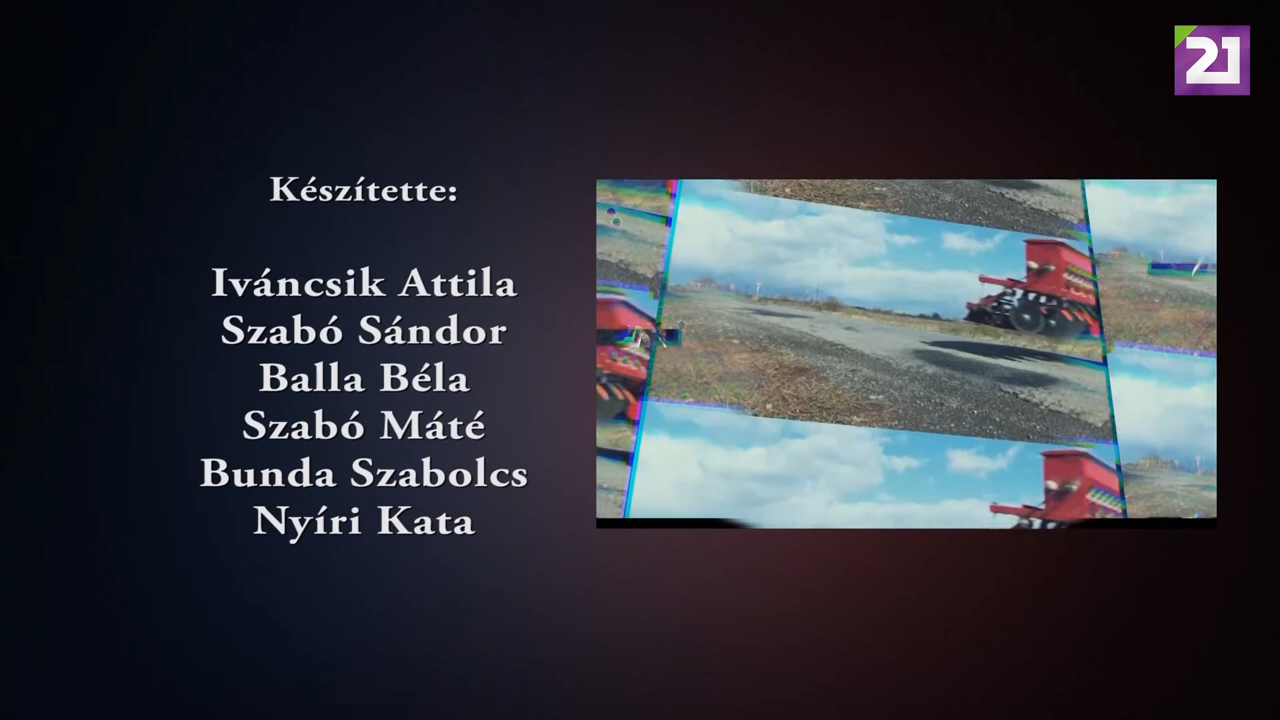 21
Készítette:
Iváncsik Attila
Szabó Sándor
Balla Béla
Szabó Máté
Bunda Szabolcs
Nyíri Kata